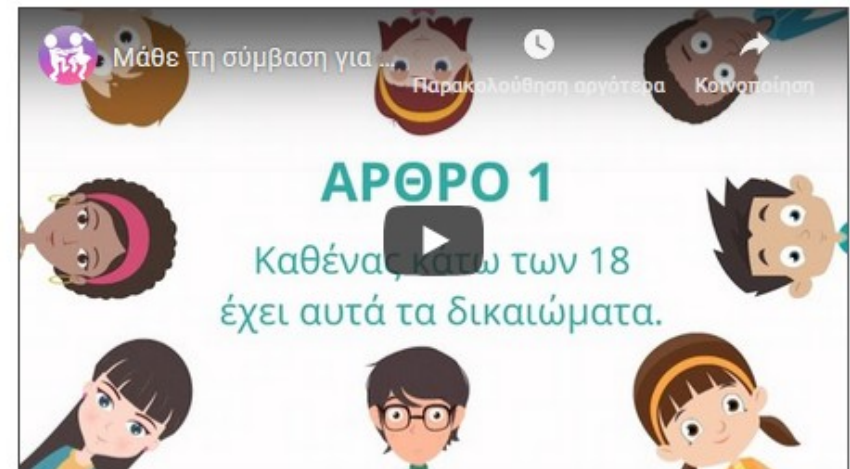 Μάθε τη σύμβαση για ...
Παρακολούθηση αργότερα
Κοινοποίηση
ΑΡΘΡΟ 1
Καθένας κάτω των 18
έχει αυτά τα δικαιώματα.